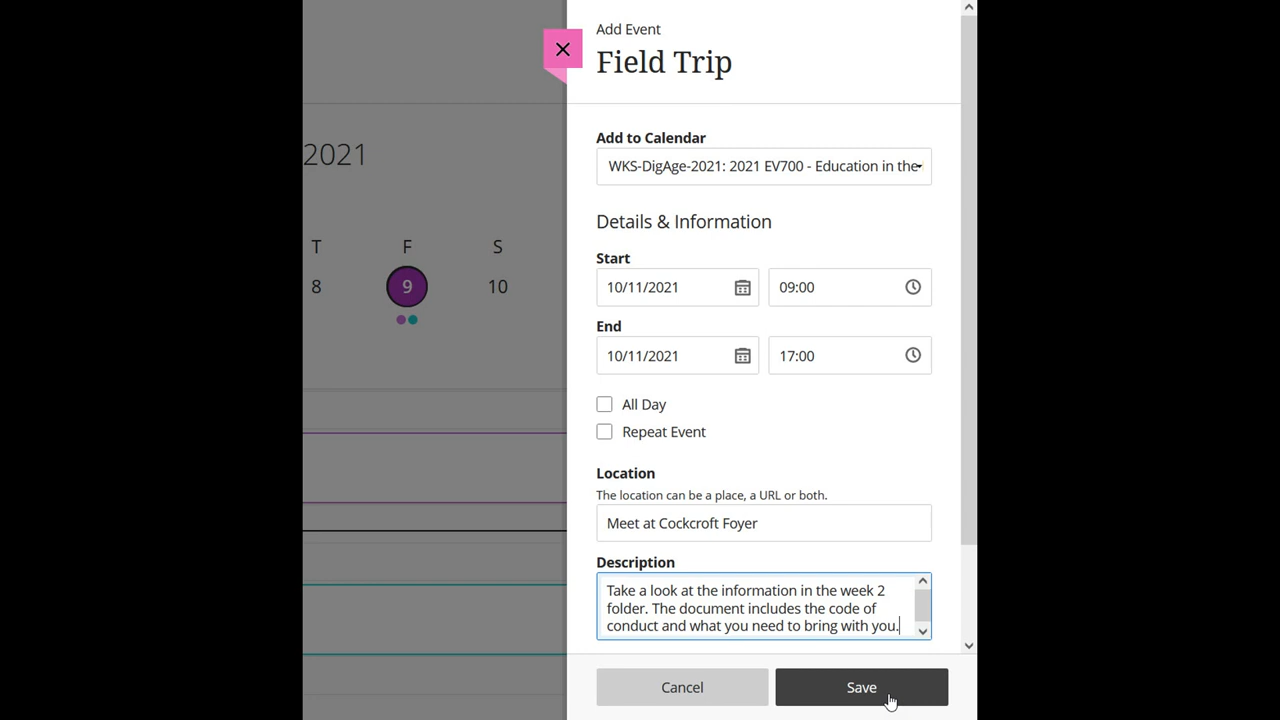 Add Event
Field Trip
2021
T F S
8 9 10
Add to Calendar
WKS-DigAge-2021: 2021 EV700 - Education in the
Details & Information
Start
10/11/2021 09:00
End
10/11/2021 17:00
All Day
Repeat Event
Location
The location can be a place, a URL or both.
Meet at Cockcroft Foyer
Description
Take a look at the information in the week 2
folder. The document includes the code of
conduct and what you need to bring with you.
Cancel Save